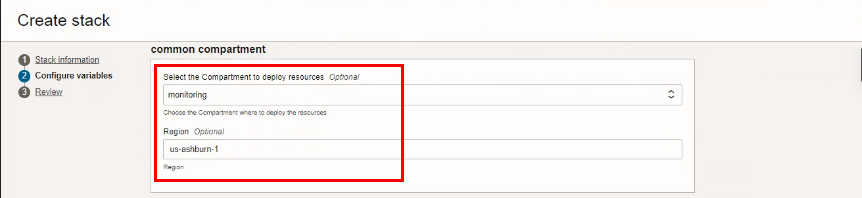 Create stack
common compartment
1 Stack information
2 Configure variables
3 Review
Select the Compartment to deploy resources Optional
monitoring
Choose the Compartment where to deploy the resources
Region Optional
us-ashburn-1
Region